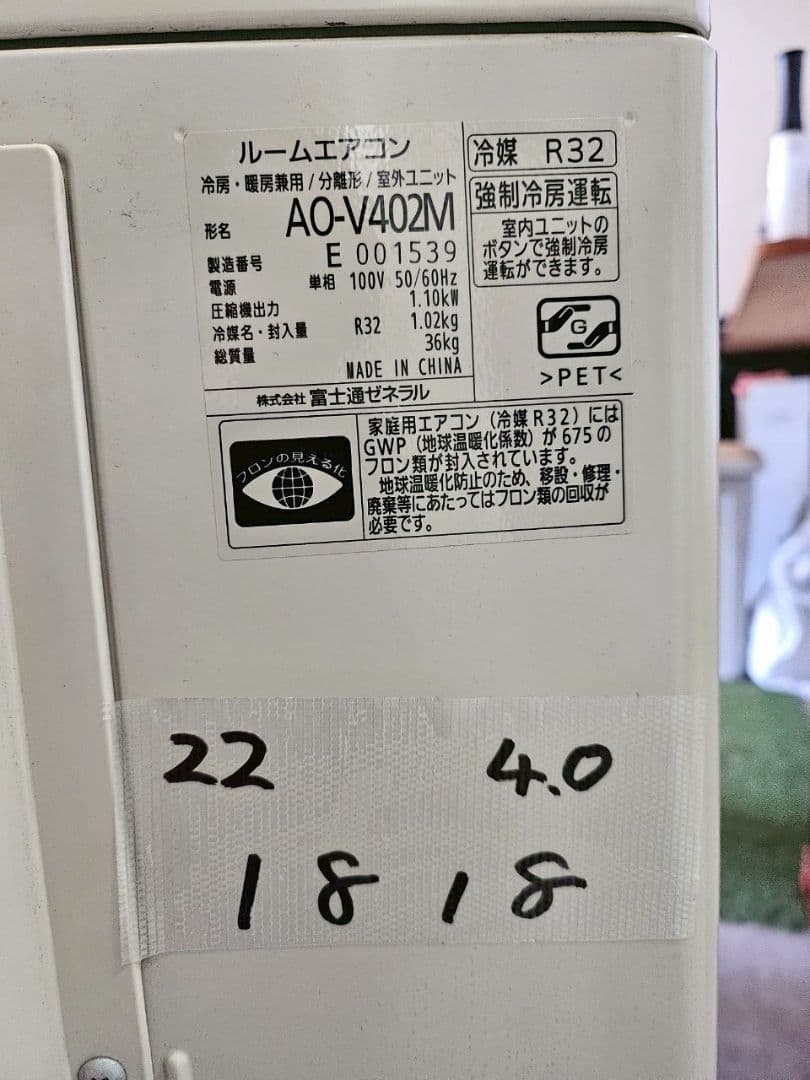 ルームエアコン
冷房・暖房兼用/分離形/室外ユニット
形名 AO-V402M
製造番号 E 001539
電源 単相 100V 50/60Hz
圧縮機出力 1.10kW
冷媒名・封入量 R32 1.02kg
総質量 36kg
MADE IN CHINA
株式会社 富士通ゼネラル
冷媒 R32
強制冷房運転
室内ユニットの
ボタンで強制冷房
運転ができます。
G
>PET<
フロンの見える化
家庭用エアコン(冷媒R32)には
GWP(地球温暖化係数)が675の
フロン類が封入されています。
地球温暖化防止のため、移設・修理・
廃棄等にあたってはフロン類の回収が
必要です。
22 4.0
1818